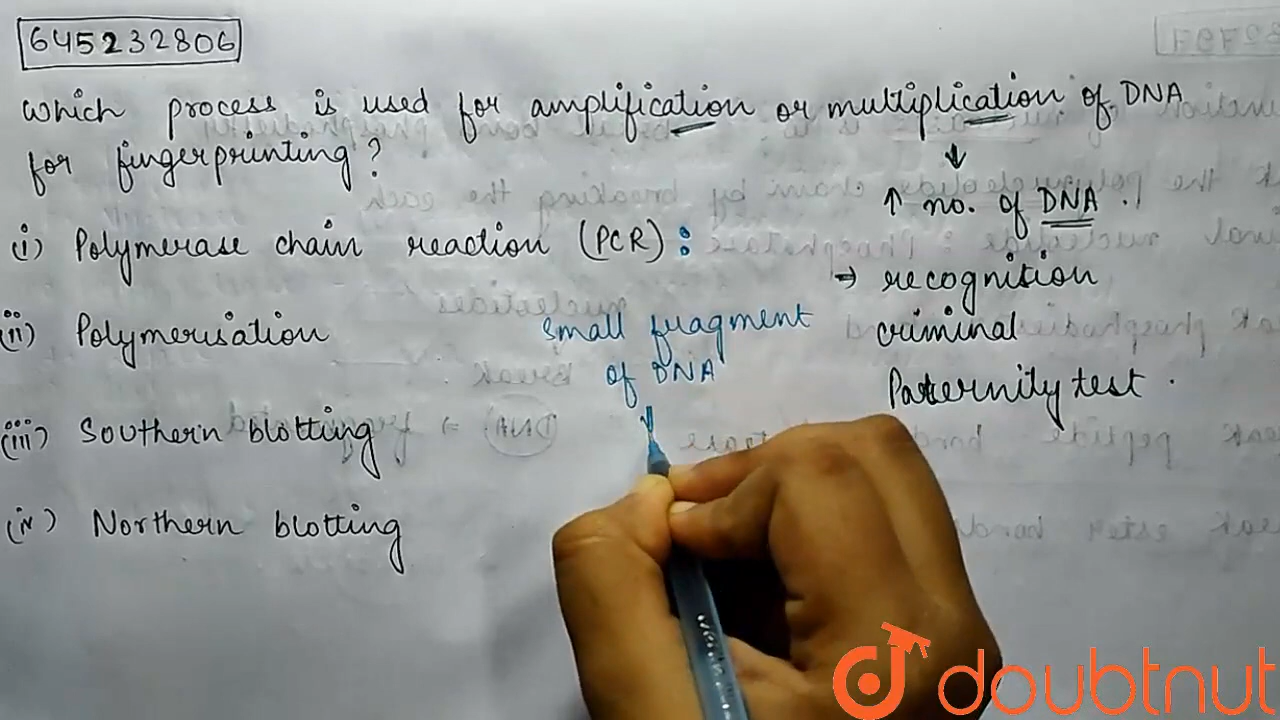 645232806
which process is used for amplification or multiplication of DNA
for fingerprinting?
↓
↑ no. of DNA.
(i) Polymerase chain reaction (PCR):
→ recognition
criminal
Paternity test.
(ii) Polymerisation
small fragment
of DNA
(iii) Southern blotting
(iv) Northern blotting
doubtnut